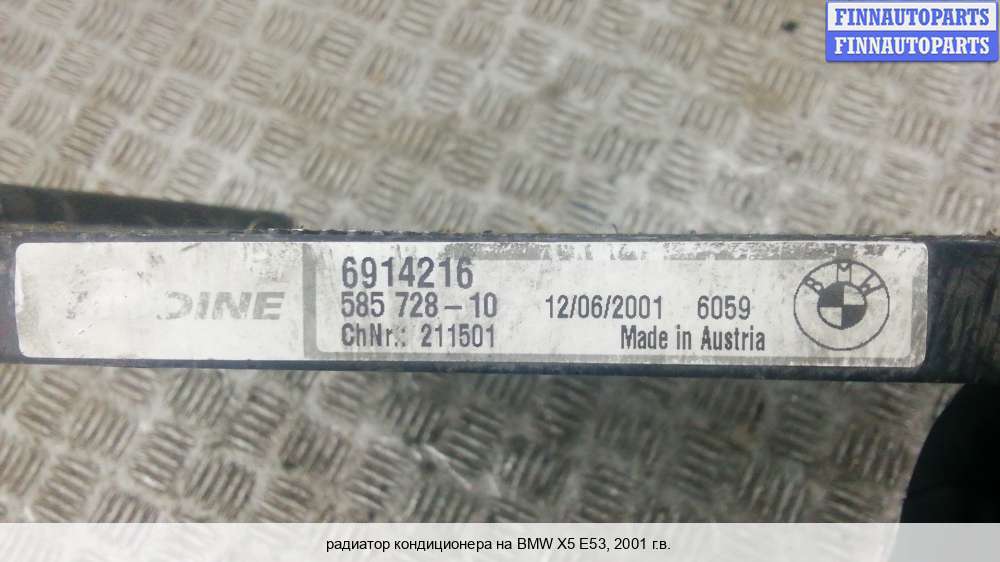 FINNAUTOPARTS
FINNAUTOPARTS
6914216
585 728-10 12/06/2001 6059
ChNr.: 211501 Made in Austria
BMW
радиатор кондиционера на BMW X5 E53, 2001 г.в.